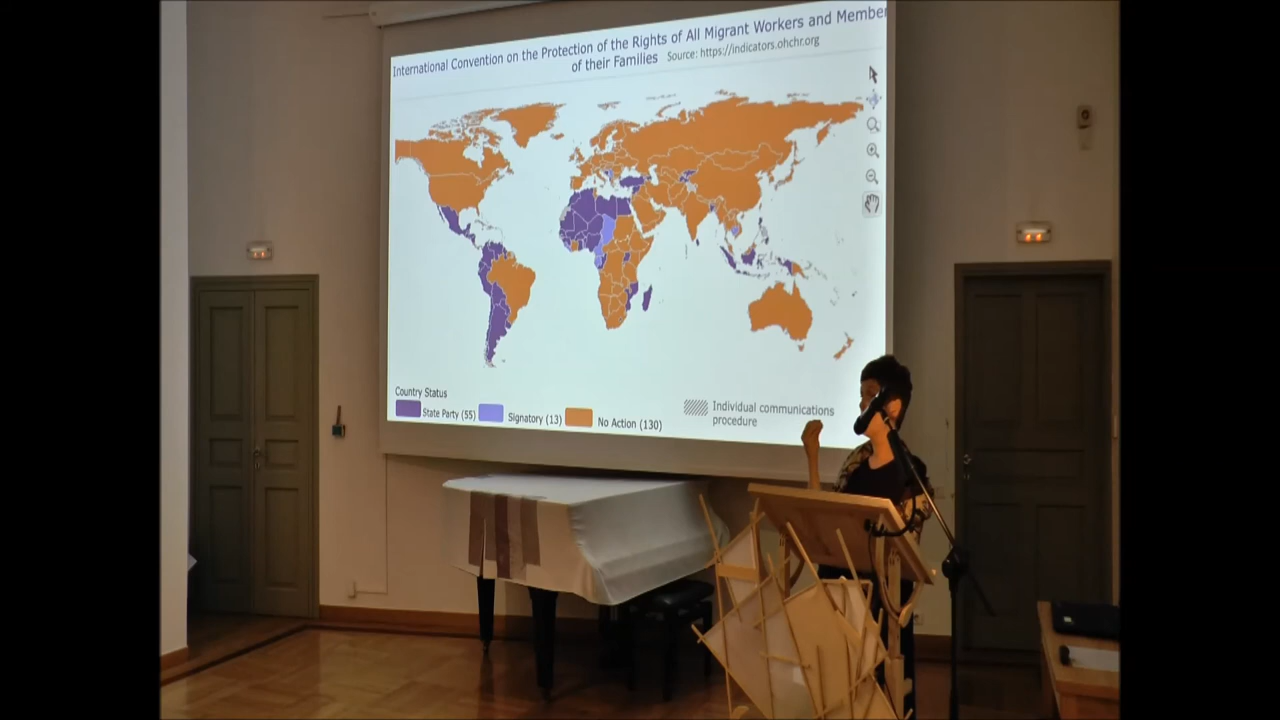 International Convention on the Protection of the Rights of All Migrant Workers and Member
of their Families Source: https://indicators.ohchr.org
Country Status
State Party (55) Signatory (13) No Action (130)
Individual communications
procedure